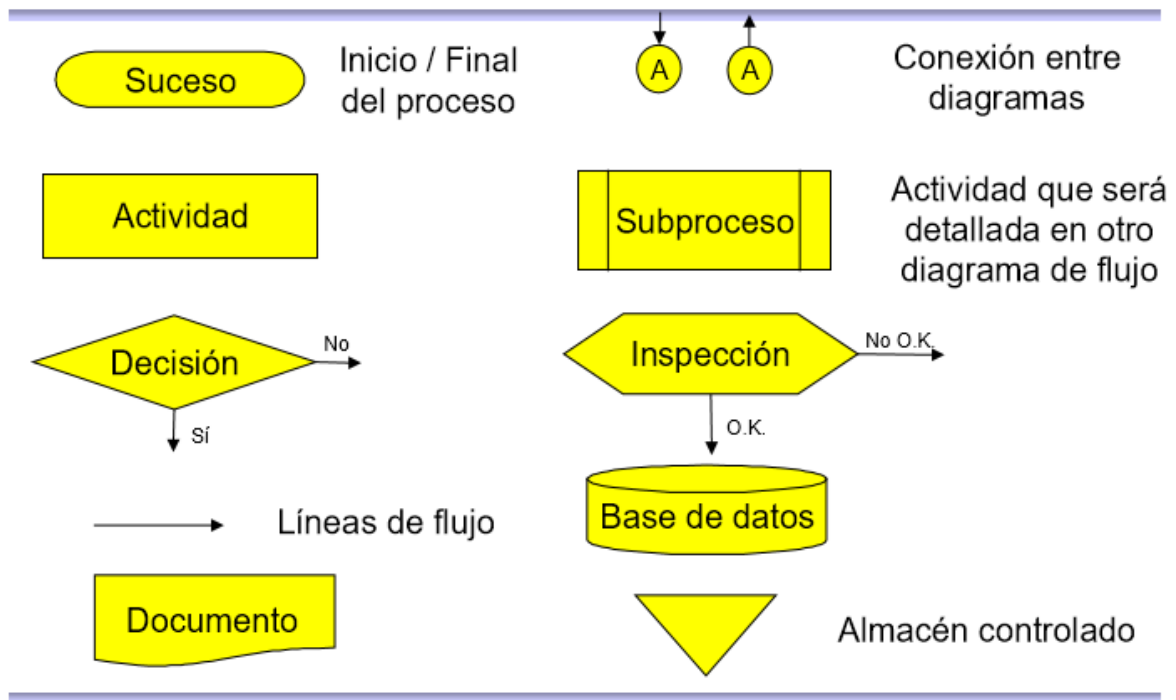 Suceso
Inicio / Final
del proceso
A
A
Conexión entre
diagramas
Actividad
Subproceso
Actividad que será
detallada en otro
diagrama de flujo
Decisión
No
Sí
Inspección
No O.K.
O.K.
Líneas de flujo
Base de datos
Documento
Almacén controlado